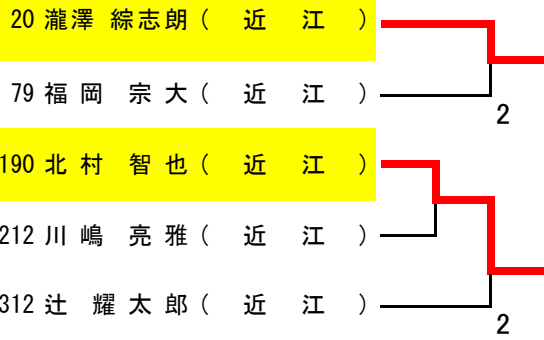 20 瀧澤 綜志朗 ( 近 江 )
79 福岡 宗大 ( 近 江 )
2
190 北村 智也 ( 近 江 )
212 川嶋 亮雅 ( 近 江 )
312 辻 耀太郎 ( 近 江 )
2